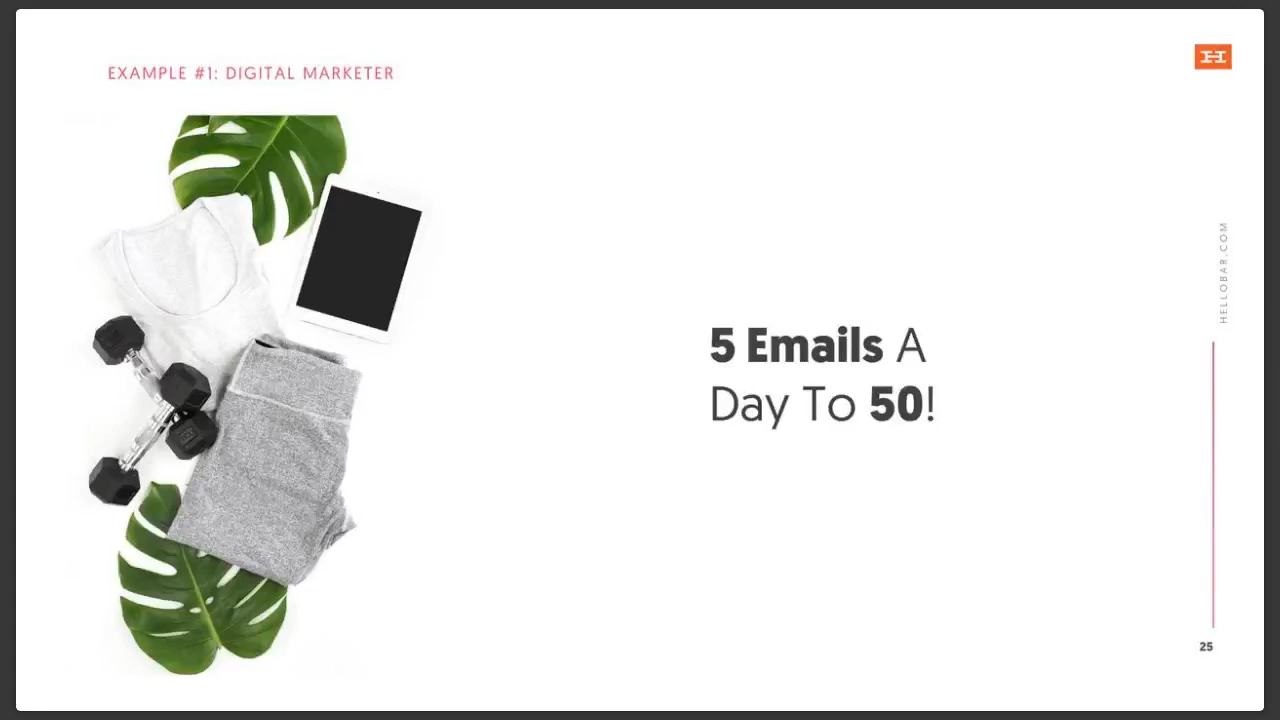 EXAMPLE #1: DIGITAL MARKETER
HELLOBAR.COM
5 Emails A
Day To 50!
25